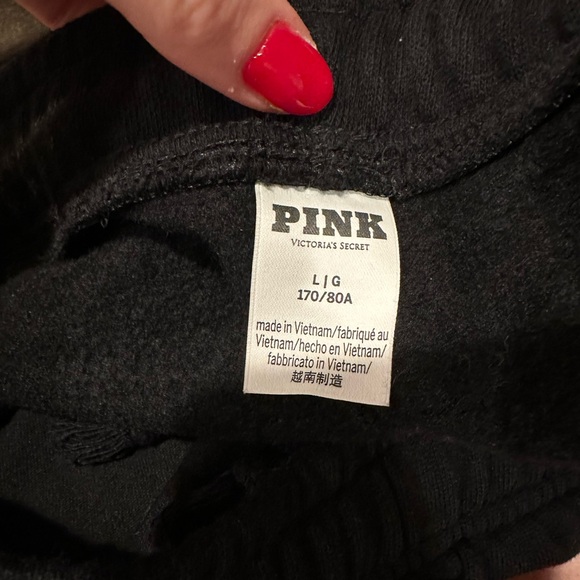 PINK
VICTORIA'S SECRET
L | G
170/80A
made in Vietnam/fabriqué au
Vietnam/hecho en Vietnam/
fabbricato in Vietnam/
越南制造